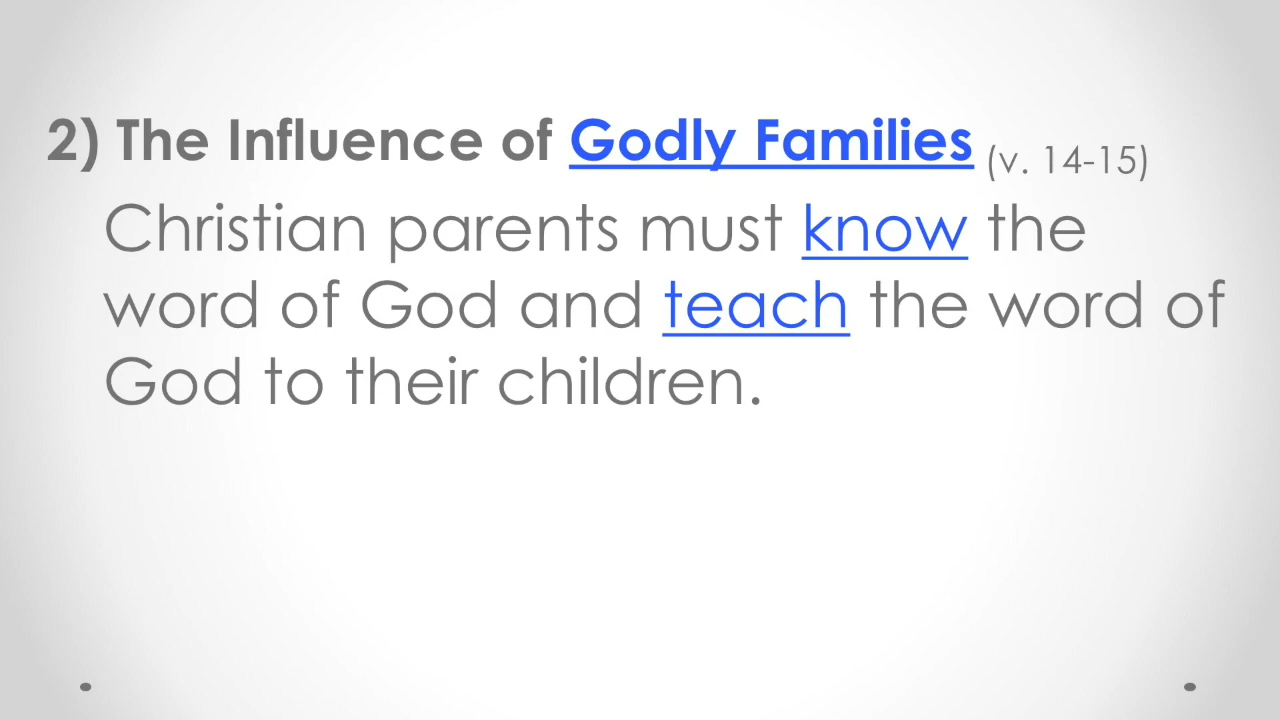 2) The Influence of Godly Families (v. 14-15)
Christian parents must know the
word of God and teach the word of
God to their children.